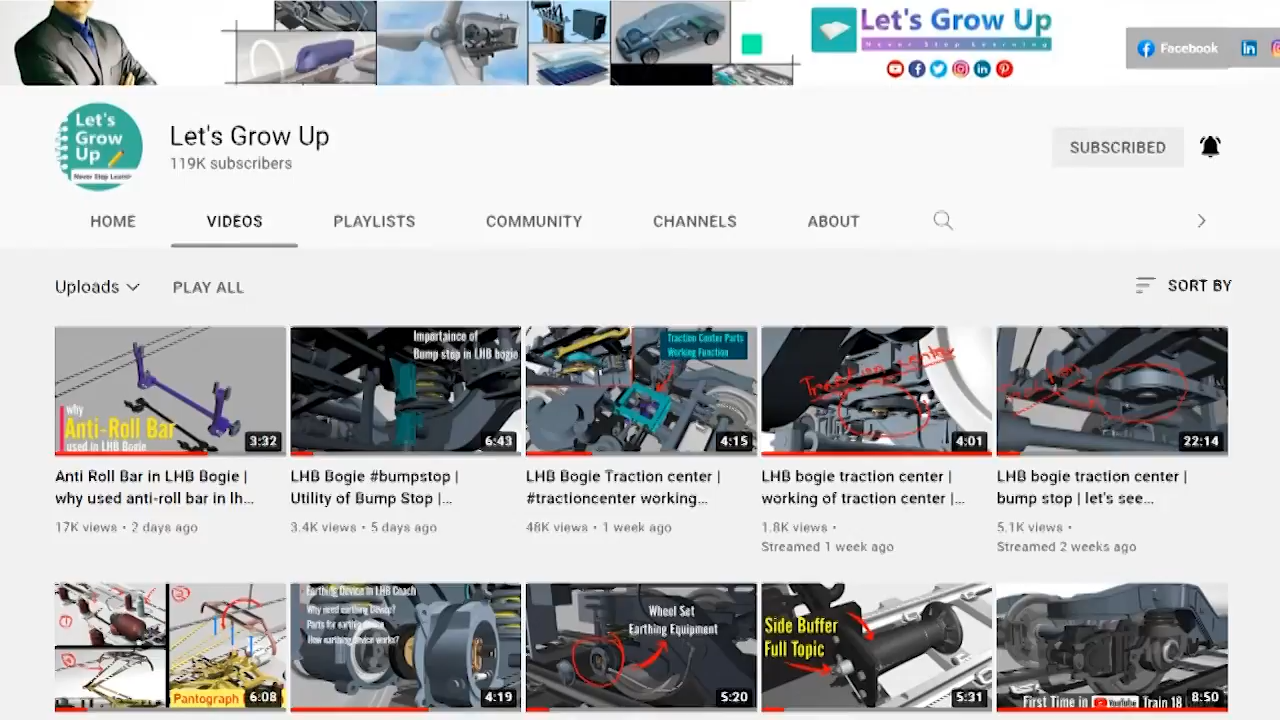 Let's Grow Up
Never Stop Learning
Facebook
Let's
Grow
Up
Never Stop Learn
Let's Grow Up
119K subscribers
SUBSCRIBED
HOME
VIDEOS
PLAYLISTS
COMMUNITY
CHANNELS
ABOUT
Uploads
PLAY ALL
SORT BY
why
Anti-Roll Bar
used in LHB Bogie
3:32
Importaince of
Bump stop in LHB bogie
6:43
Traction Center Parts
Working Function
4:15
Traction center
4:01
22:14
Anti Roll Bar in LHB Bogie |
why used anti-roll bar in lh...
17K views • 2 days ago
LHB Bogie #bumpstop |
Utility of Bump Stop |...
3.4K views • 5 days ago
LHB Bogie Traction center |
#tractioncenter working...
48K views • 1 week ago
LHB bogie traction center |
working of traction center |...
1.8K views •
Streamed 1 week ago
LHB bogie traction center |
bump stop | let's see...
5.1K views •
Streamed 2 weeks ago
Pantograph
6:08
Earthing Device in LHB Coach
Why need earthing Device?
Parts for earthing device
How earthing device works?
4:19
Wheel Set
Earthing Equipment
5:20
Side Buffer
Full Topic
5:31
First Time in YouTube Train 18
8:50